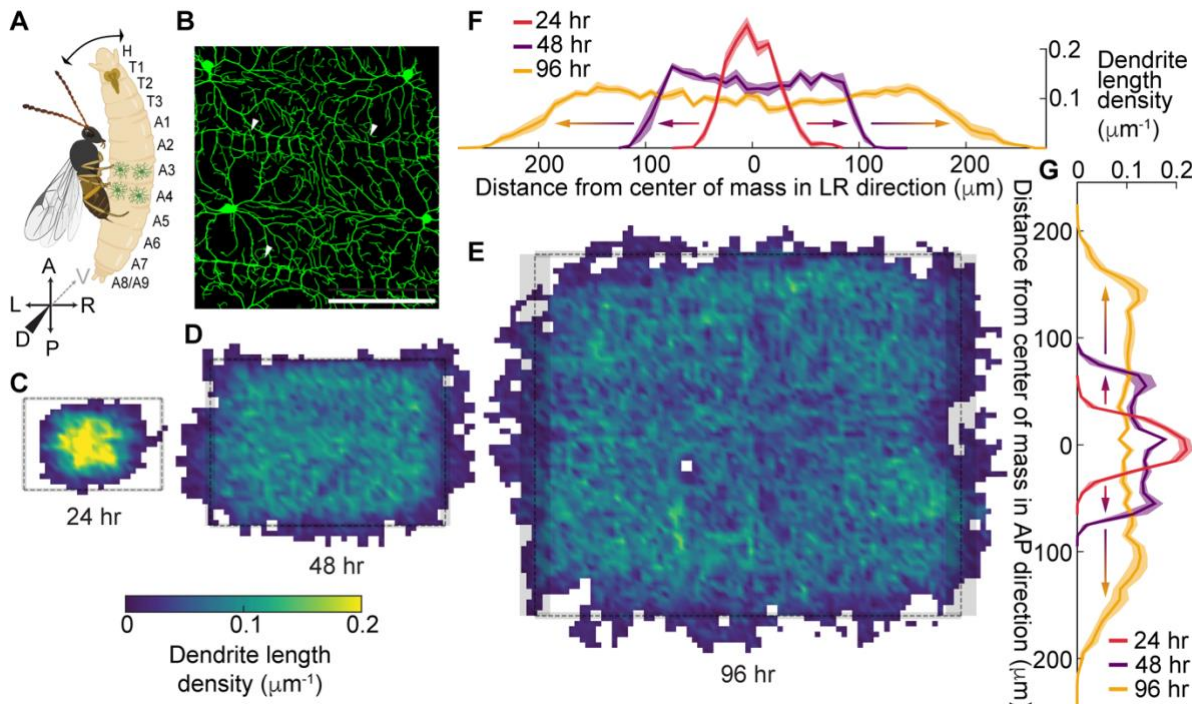 A
H
T1
T2
T3
A1
A2
A3
A4
A5
A6
A7
A8/A9
A
V
L
R
D
P
B
C
24 hr
D
48 hr
0
0.1
0.2
Dendrite length
density (μm⁻¹)
E
96 hr
F
24 hr
48 hr
96 hr
0.2
0.1
Dendrite
length
density
(μm⁻¹)
200
100
0
100
200
Distance from center of mass in LR direction (μm)
G
0
0.1
0.2
200
100
0
100
200
Distance from center of mass in AP direction (μm)
24 hr
48 hr
96 hr